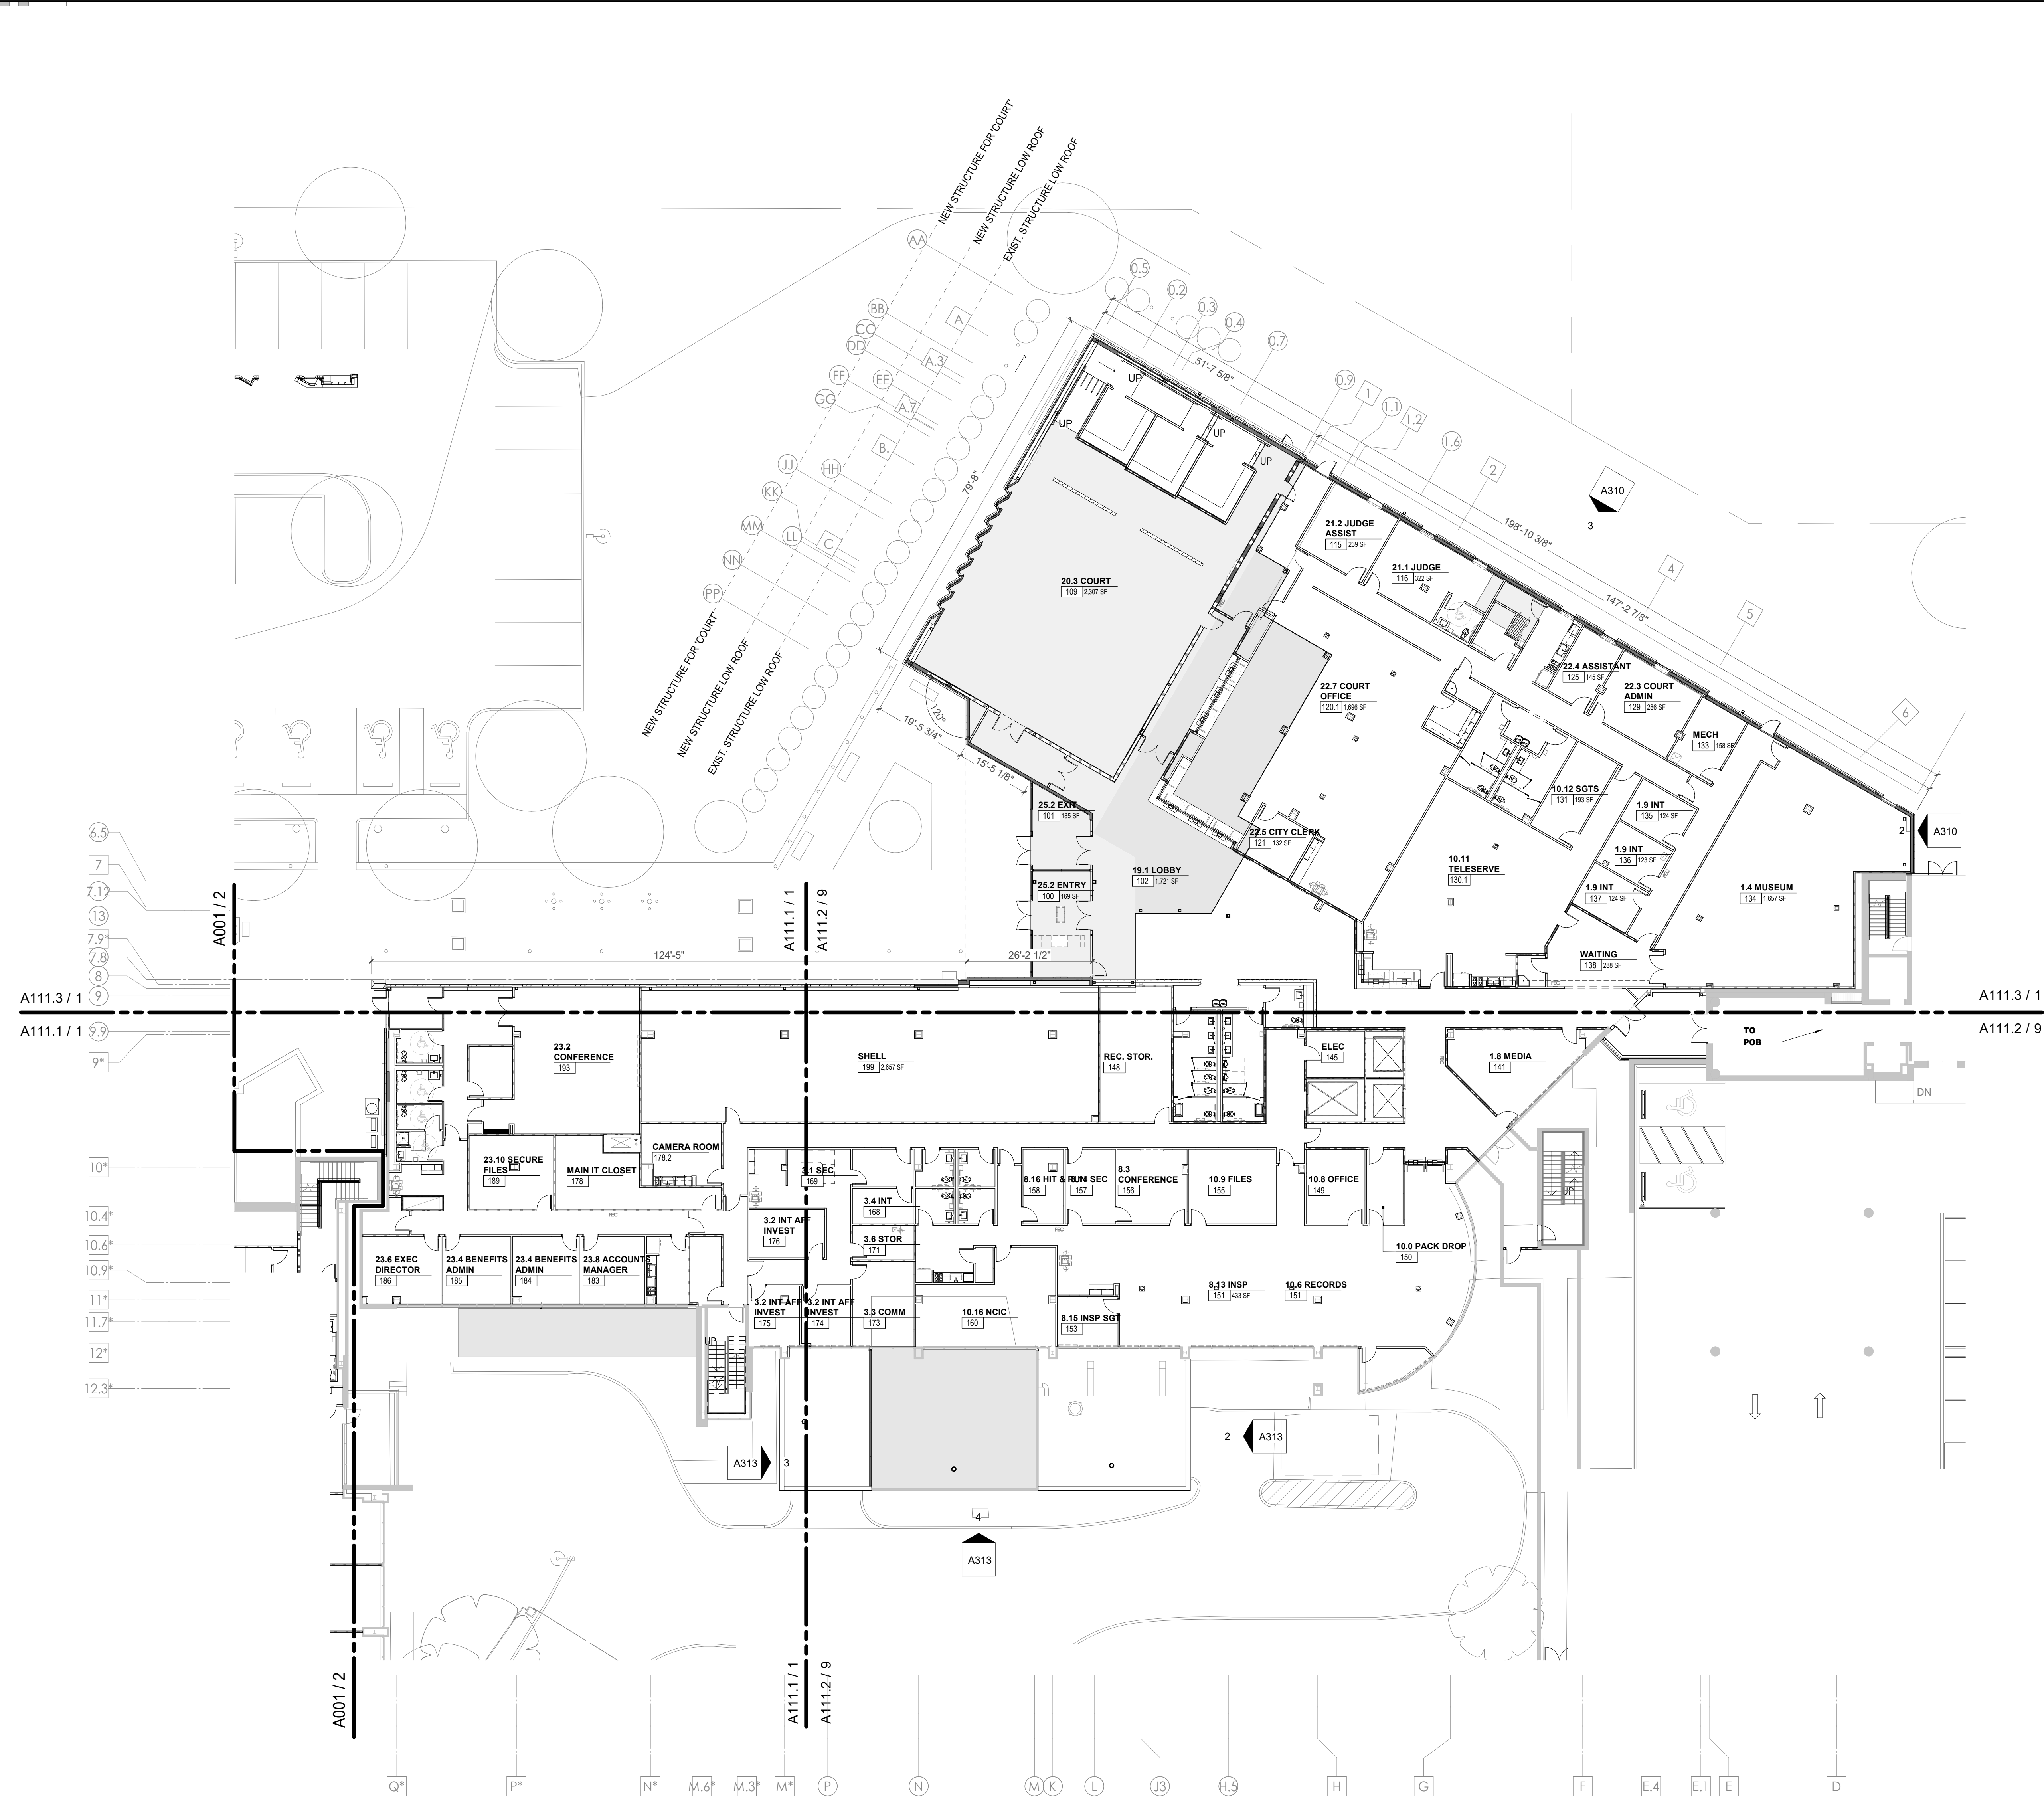 NEW STRUCTURE FOR 'COURT'
NEW STRUCTURE LOW ROOF
EXIST. STRUCTURE LOW ROOF
AA
BB
CC
DD
EE
FF
GG
HH
JJ
KK
LL
MM
NN
PP
A
A.3
A.7
B.
C
0.5
0.2
0.3
0.4
0.7
0.9
1
1.1
1.2
1.6
2
4
5
6
51'-7 5/8"
198'-10 3/8"
147'-2 7/8"
79'-8"
19'-5 3/4"
15'-5 1/8"
120°
NEW STRUCTURE FOR 'COURT'
NEW STRUCTURE LOW ROOF
EXIST. STRUCTURE LOW ROOF
A310
3
2
A310
UP
UP
UP
UP
20.3 COURT
109 2,307 SF
21.2 JUDGE
ASSIST
115 239 SF
21.1 JUDGE
116 322 SF
22.4 ASSISTANT
125 145 SF
22.3 COURT
ADMIN
129 286 SF
22.7 COURT
OFFICE
120.1 1,696 SF
MECH
133 158 SF
10.12 SGTS
131 193 SF
1.9 INT
135 124 SF
1.9 INT
136 123 SF
1.9 INT
137 124 SF
10.11
TELESERVE
130.1
1.4 MUSEUM
134 1,657 SF
WAITING
138 288 SF
22.5 CITY CLERK
121 132 SF
25.2 EXIT
101 185 SF
25.2 ENTRY
100 169 SF
19.1 LOBBY
102 1,721 SF
6.5
7
7.12
13
7.9*
7.8
8
9
9.9
9*
10*
10.4*
10.6*
10.9*
11*
11.7*
12*
12.3*
A001 / 2
A111.1 / 1
A111.2 / 9
124'-5"
26'-2 1/2"
A111.3 / 1
A111.1 / 1
A111.3 / 1
A111.2 / 9
TO
POB
DN
23.2
CONFERENCE
193
SHELL
199 2,657 SF
REC. STOR.
148
ELEC
145
1.8 MEDIA
141
CAMERA ROOM
178.2
23.10 SECURE
FILES
189
MAIN IT CLOSET
178
3.1 SEC
169
3.4 INT
168
3.2 INT AFF
INVEST
176
3.6 STOR
171
8.16 HIT & RUN
158
8.14 SEC
157
8.3
CONFERENCE
156
10.9 FILES
155
10.8 OFFICE
149
10.0 PACK DROP
150
FEC
FEC
FEC
FEC
FEC
UP
23.6 EXEC
DIRECTOR
186
23.4 BENEFITS
ADMIN
185
23.4 BENEFITS
ADMIN
184
23.8 ACCOUNTS
MANAGER
183
3.2 INT AFF
INVEST
175
3.2 INT AFF
INVEST
174
3.3 COMM
173
10.16 NCIC
160
8.15 INSP SGT
153
8.13 INSP
151 433 SF
10.6 RECORDS
151
UP
A313
3
2
A313
4
A313
A001 / 2
A111.1 / 1
A111.2 / 9
Q*
P*
N*
M.6*
M.3*
M*
P
N
M
K
L
J3
H.5
H
G
F
E.4
E.1
E
D